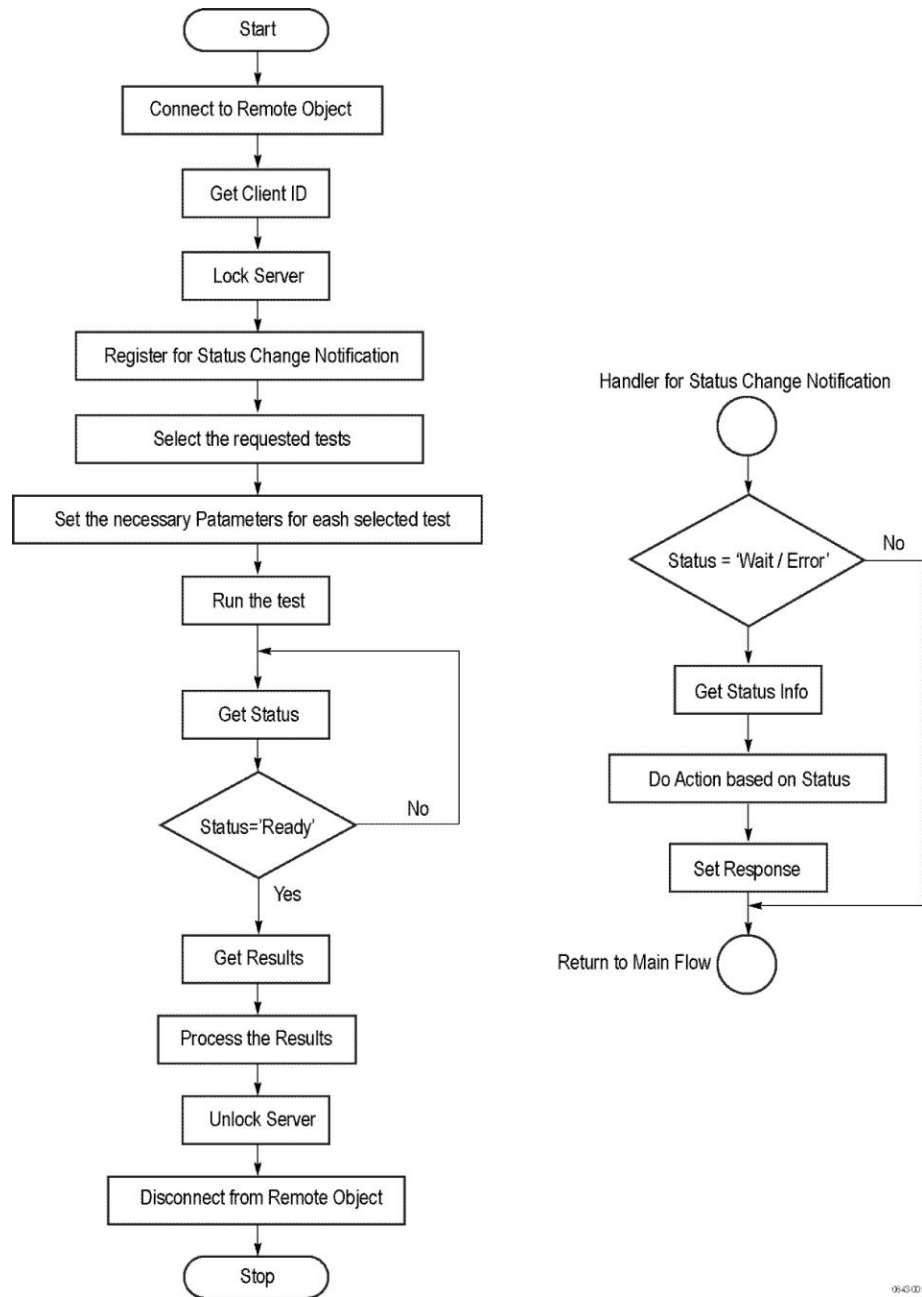 Start
Connect to Remote Object
Get Client ID
Lock Server
Register for Status Change Notification
Select the requested tests
Set the necessary Patameters for eash selected test
Run the test
Get Status
Status='Ready'
No
Yes
Get Results
Process the Results
Unlock Server
Disconnect from Remote Object
Stop
Handler for Status Change Notification
Status = 'Wait / Error'
No
Get Status Info
Do Action based on Status
Set Response
Return to Main Flow